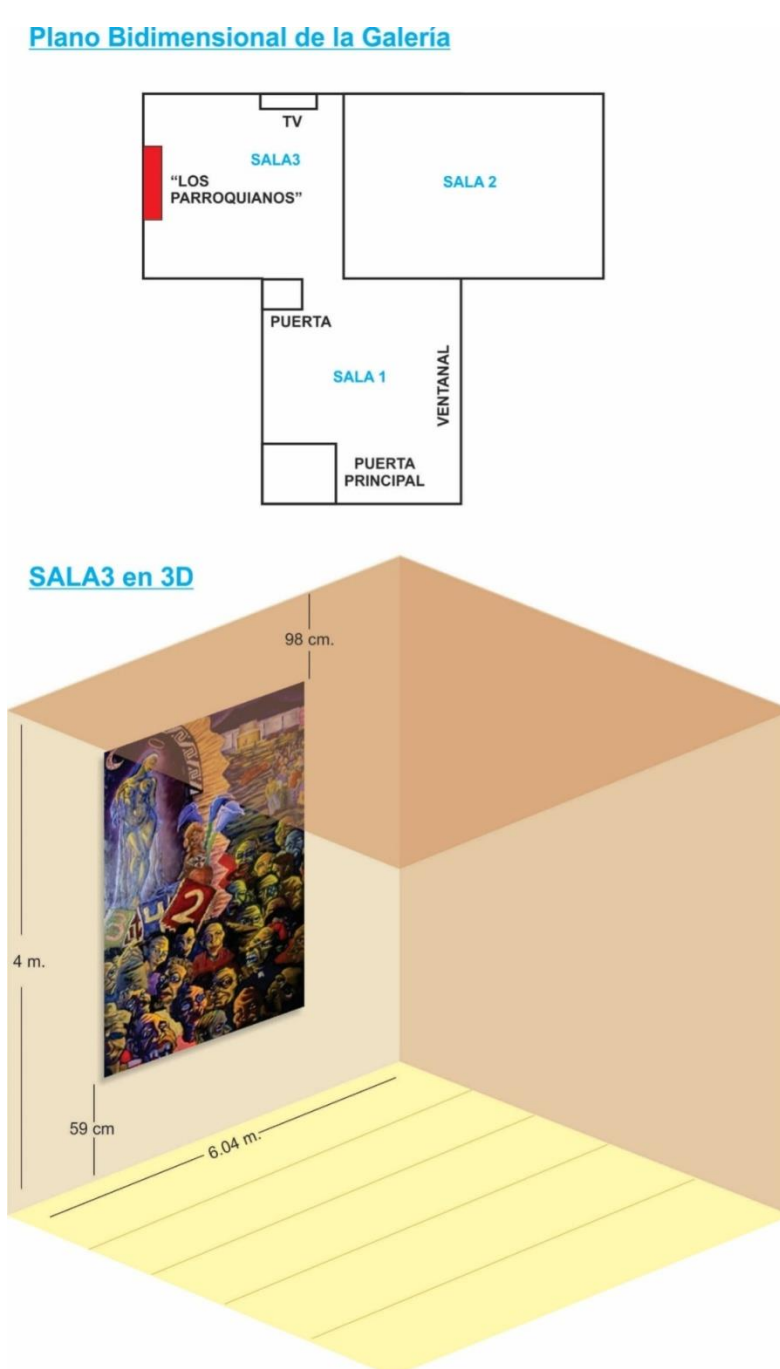 Plano Bidimensional de la Galería
TV
SALA3
"LOS
PARROQUIANOS"
SALA 2
PUERTA
SALA 1
VENTANAL
PUERTA
PRINCIPAL
SALA3 en 3D
98 cm.
342
4 m.
59 cm
6.04 m.